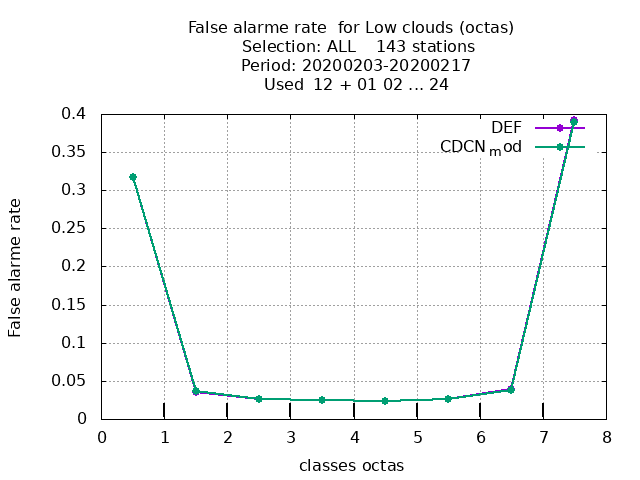 False alarme rate  for Low clouds (octas)
Selection: ALL    143 stations
Period: 20200203-20200217
Used  12 + 01 02 ... 24
DEF
CDCNmod
0.4
0.35
0.3
0.25
0.2
0.15
0.1
0.05
0
False alarme rate
0 1 2 3 4 5 6 7 8
classes octas